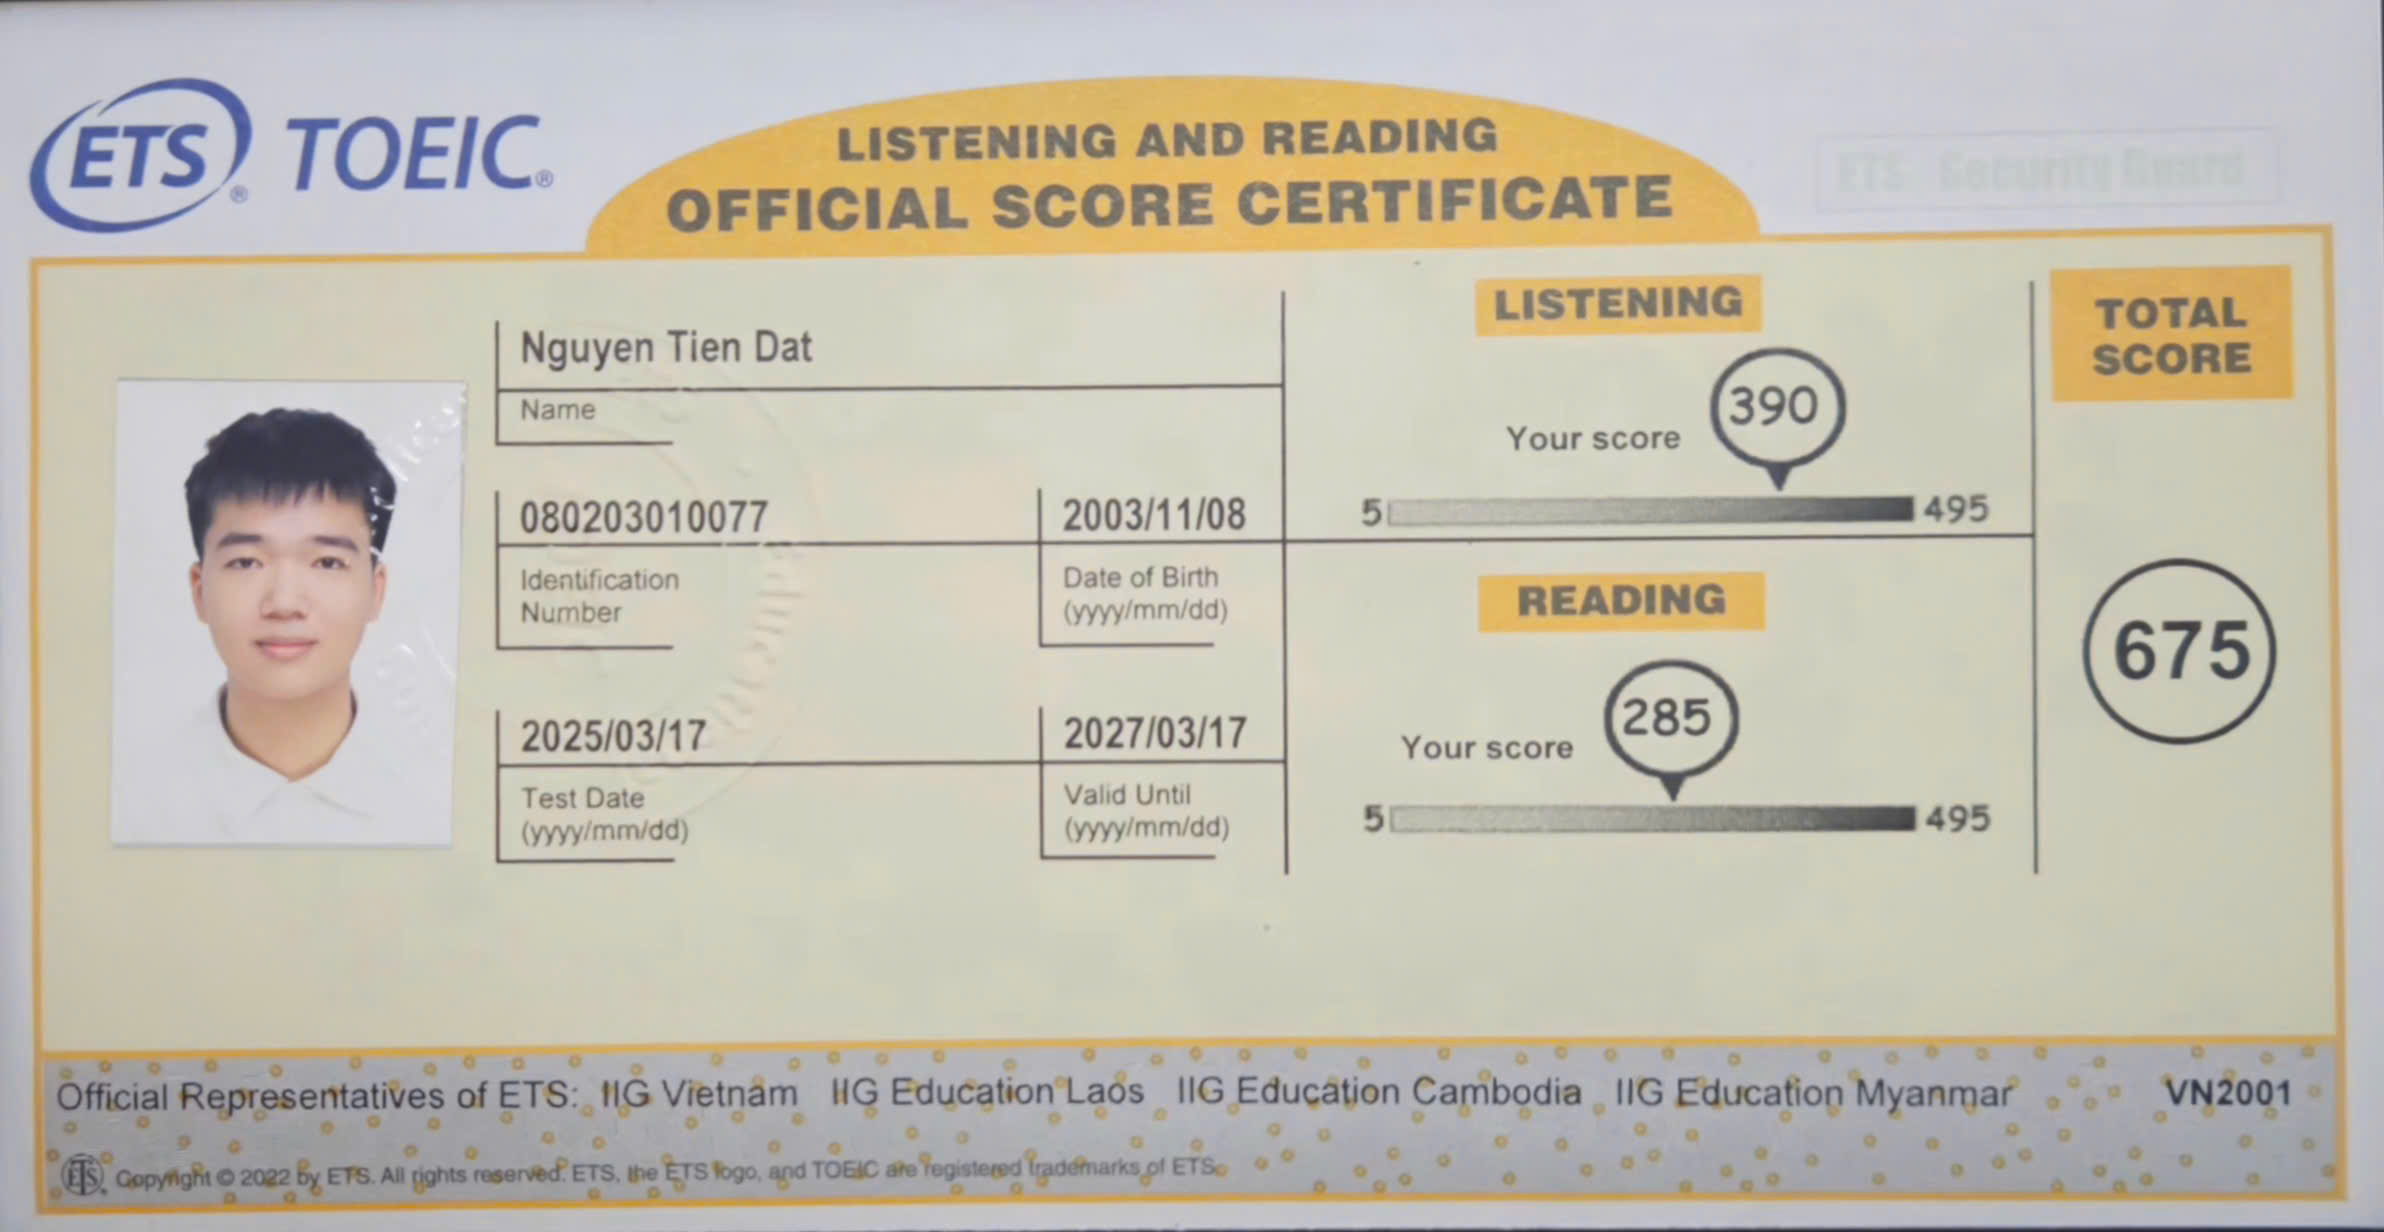 ETS® TOEIC®
LISTENING AND READING
OFFICIAL SCORE CERTIFICATE
ETS Security Guard
Nguyen Tien Dat
Name
080203010077
Identification
Number
2003/11/08
Date of Birth
(yyyy/mm/dd)
2025/03/17
Test Date
(yyyy/mm/dd)
2027/03/17
Valid Until
(yyyy/mm/dd)
LISTENING
Your score 390
5 495
READING
Your score 285
5 495
TOTAL
SCORE
675
Official Representatives of ETS: IIG Vietnam IIG Education Laos IIG Education Cambodia IIG Education Myanmar VN2001
ETS Copyright © 2022 by ETS. All rights reserved. ETS, the ETS logo, and TOEIC are registered trademarks of ETS.